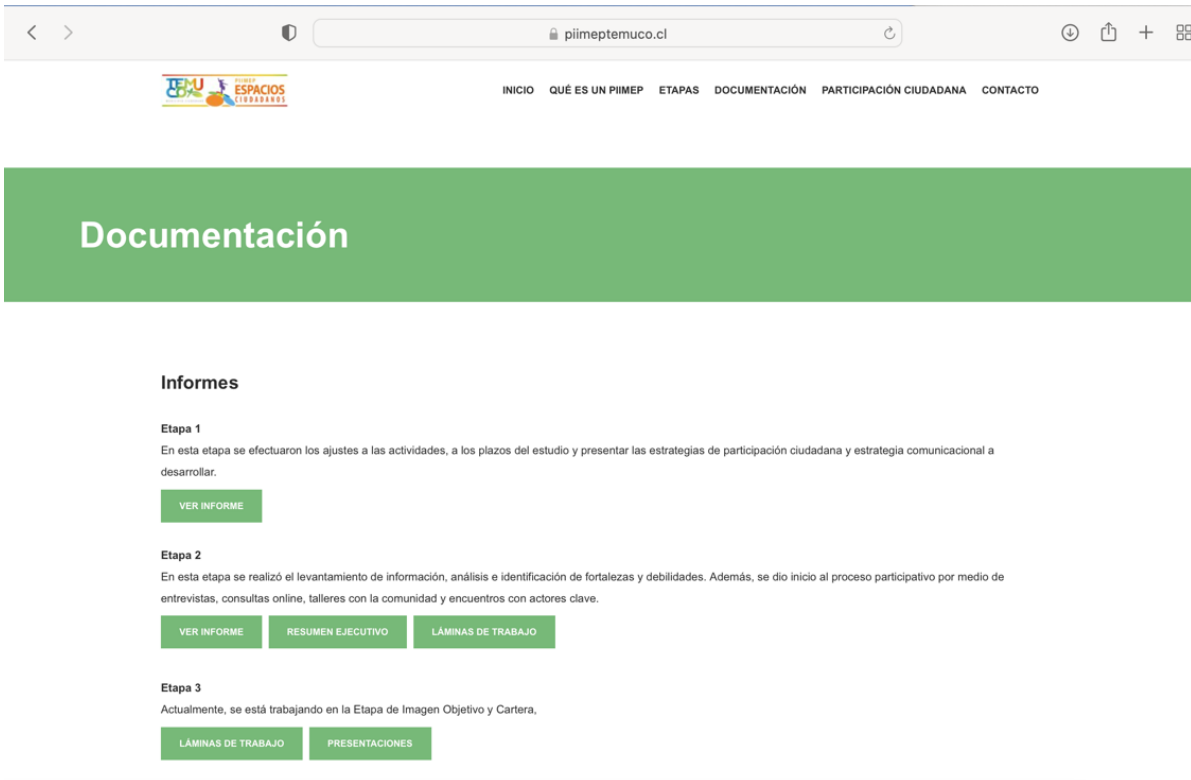 piimeptemuco.cl
TEMUCO
PIIMEP
ESPACIOS
CIUDADANOS
INICIO QUÉ ES UN PIIMEP ETAPAS DOCUMENTACIÓN PARTICIPACIÓN CIUDADANA CONTACTO
Documentación
Informes
Etapa 1
En esta etapa se efectuaron los ajustes a las actividades, a los plazos del estudio y presentar las estrategias de participación ciudadana y estrategia comunicacional a
desarrollar.
VER INFORME
Etapa 2
En esta etapa se realizó el levantamiento de información, análisis e identificación de fortalezas y debilidades. Además, se dio inicio al proceso participativo por medio de
entrevistas, consultas online, talleres con la comunidad y encuentros con actores clave.
VER INFORME RESUMEN EJECUTIVO LÁMINAS DE TRABAJO
Etapa 3
Actualmente, se está trabajando en la Etapa de Imagen Objetivo y Cartera,
LÁMINAS DE TRABAJO PRESENTACIONES